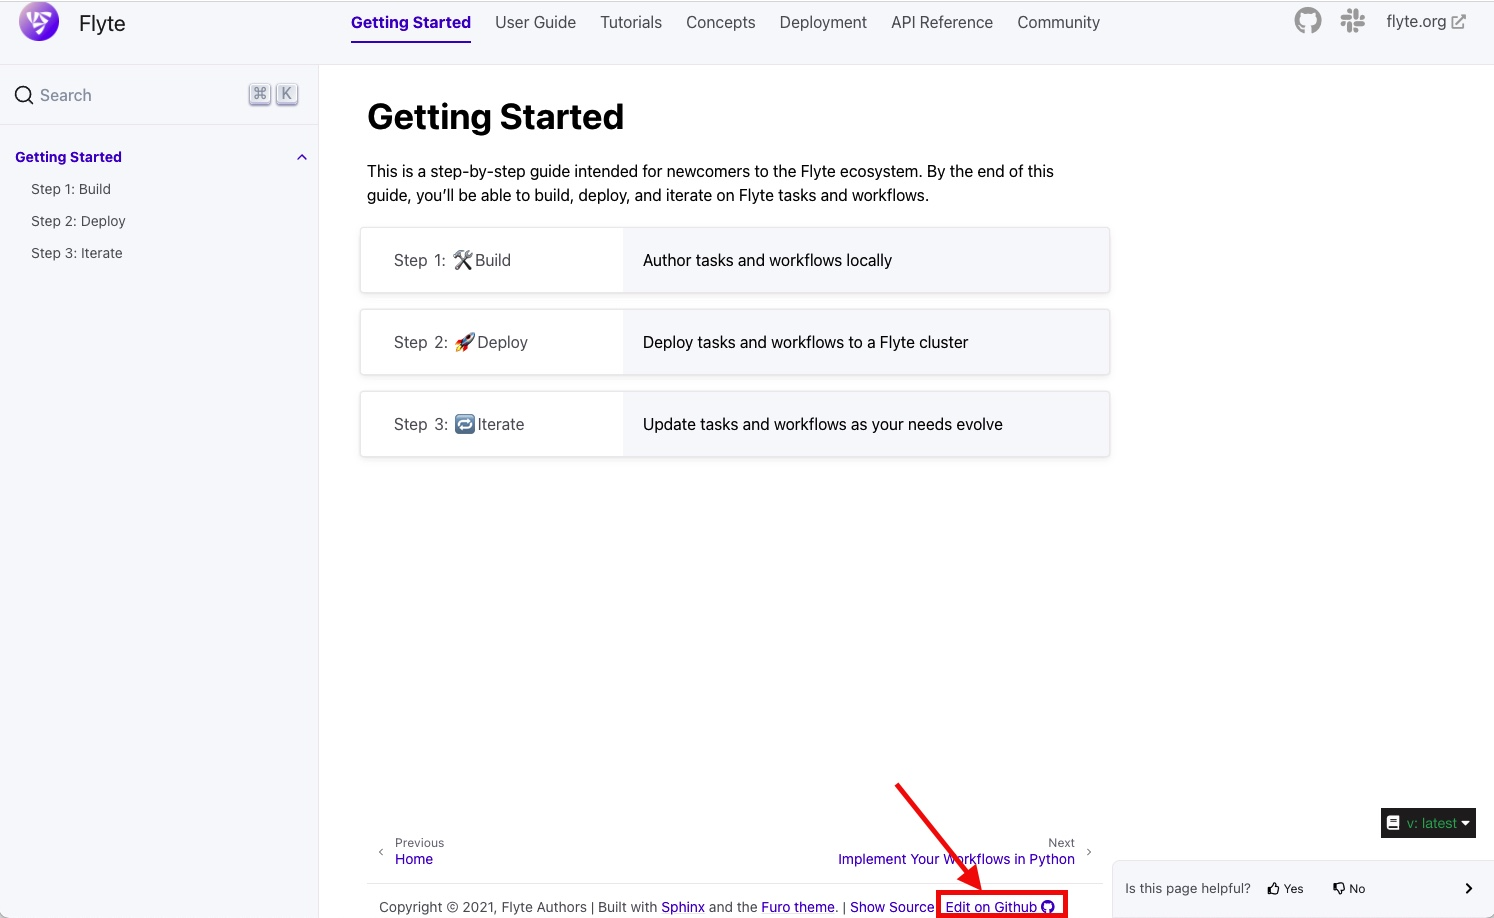 Flyte
Getting Started User Guide Tutorials Concepts Deployment API Reference Community
flyte.org
Search ⌘ K
Getting Started
Step 1: Build
Step 2: Deploy
Step 3: Iterate
Getting Started
This is a step-by-step guide intended for newcomers to the Flyte ecosystem. By the end of this
guide, you’ll be able to build, deploy, and iterate on Flyte tasks and workflows.
Step 1: 🛠Build Author tasks and workflows locally
Step 2: 🚀Deploy Deploy tasks and workflows to a Flyte cluster
Step 3: 🔁Iterate Update tasks and workflows as your needs evolve
Previous
Home
Next
Implement Your Workflows in Python
v: latest
Is this page helpful? Yes No
Copyright © 2021, Flyte Authors | Built with Sphinx and the Furo theme. | Show Source Edit on Github